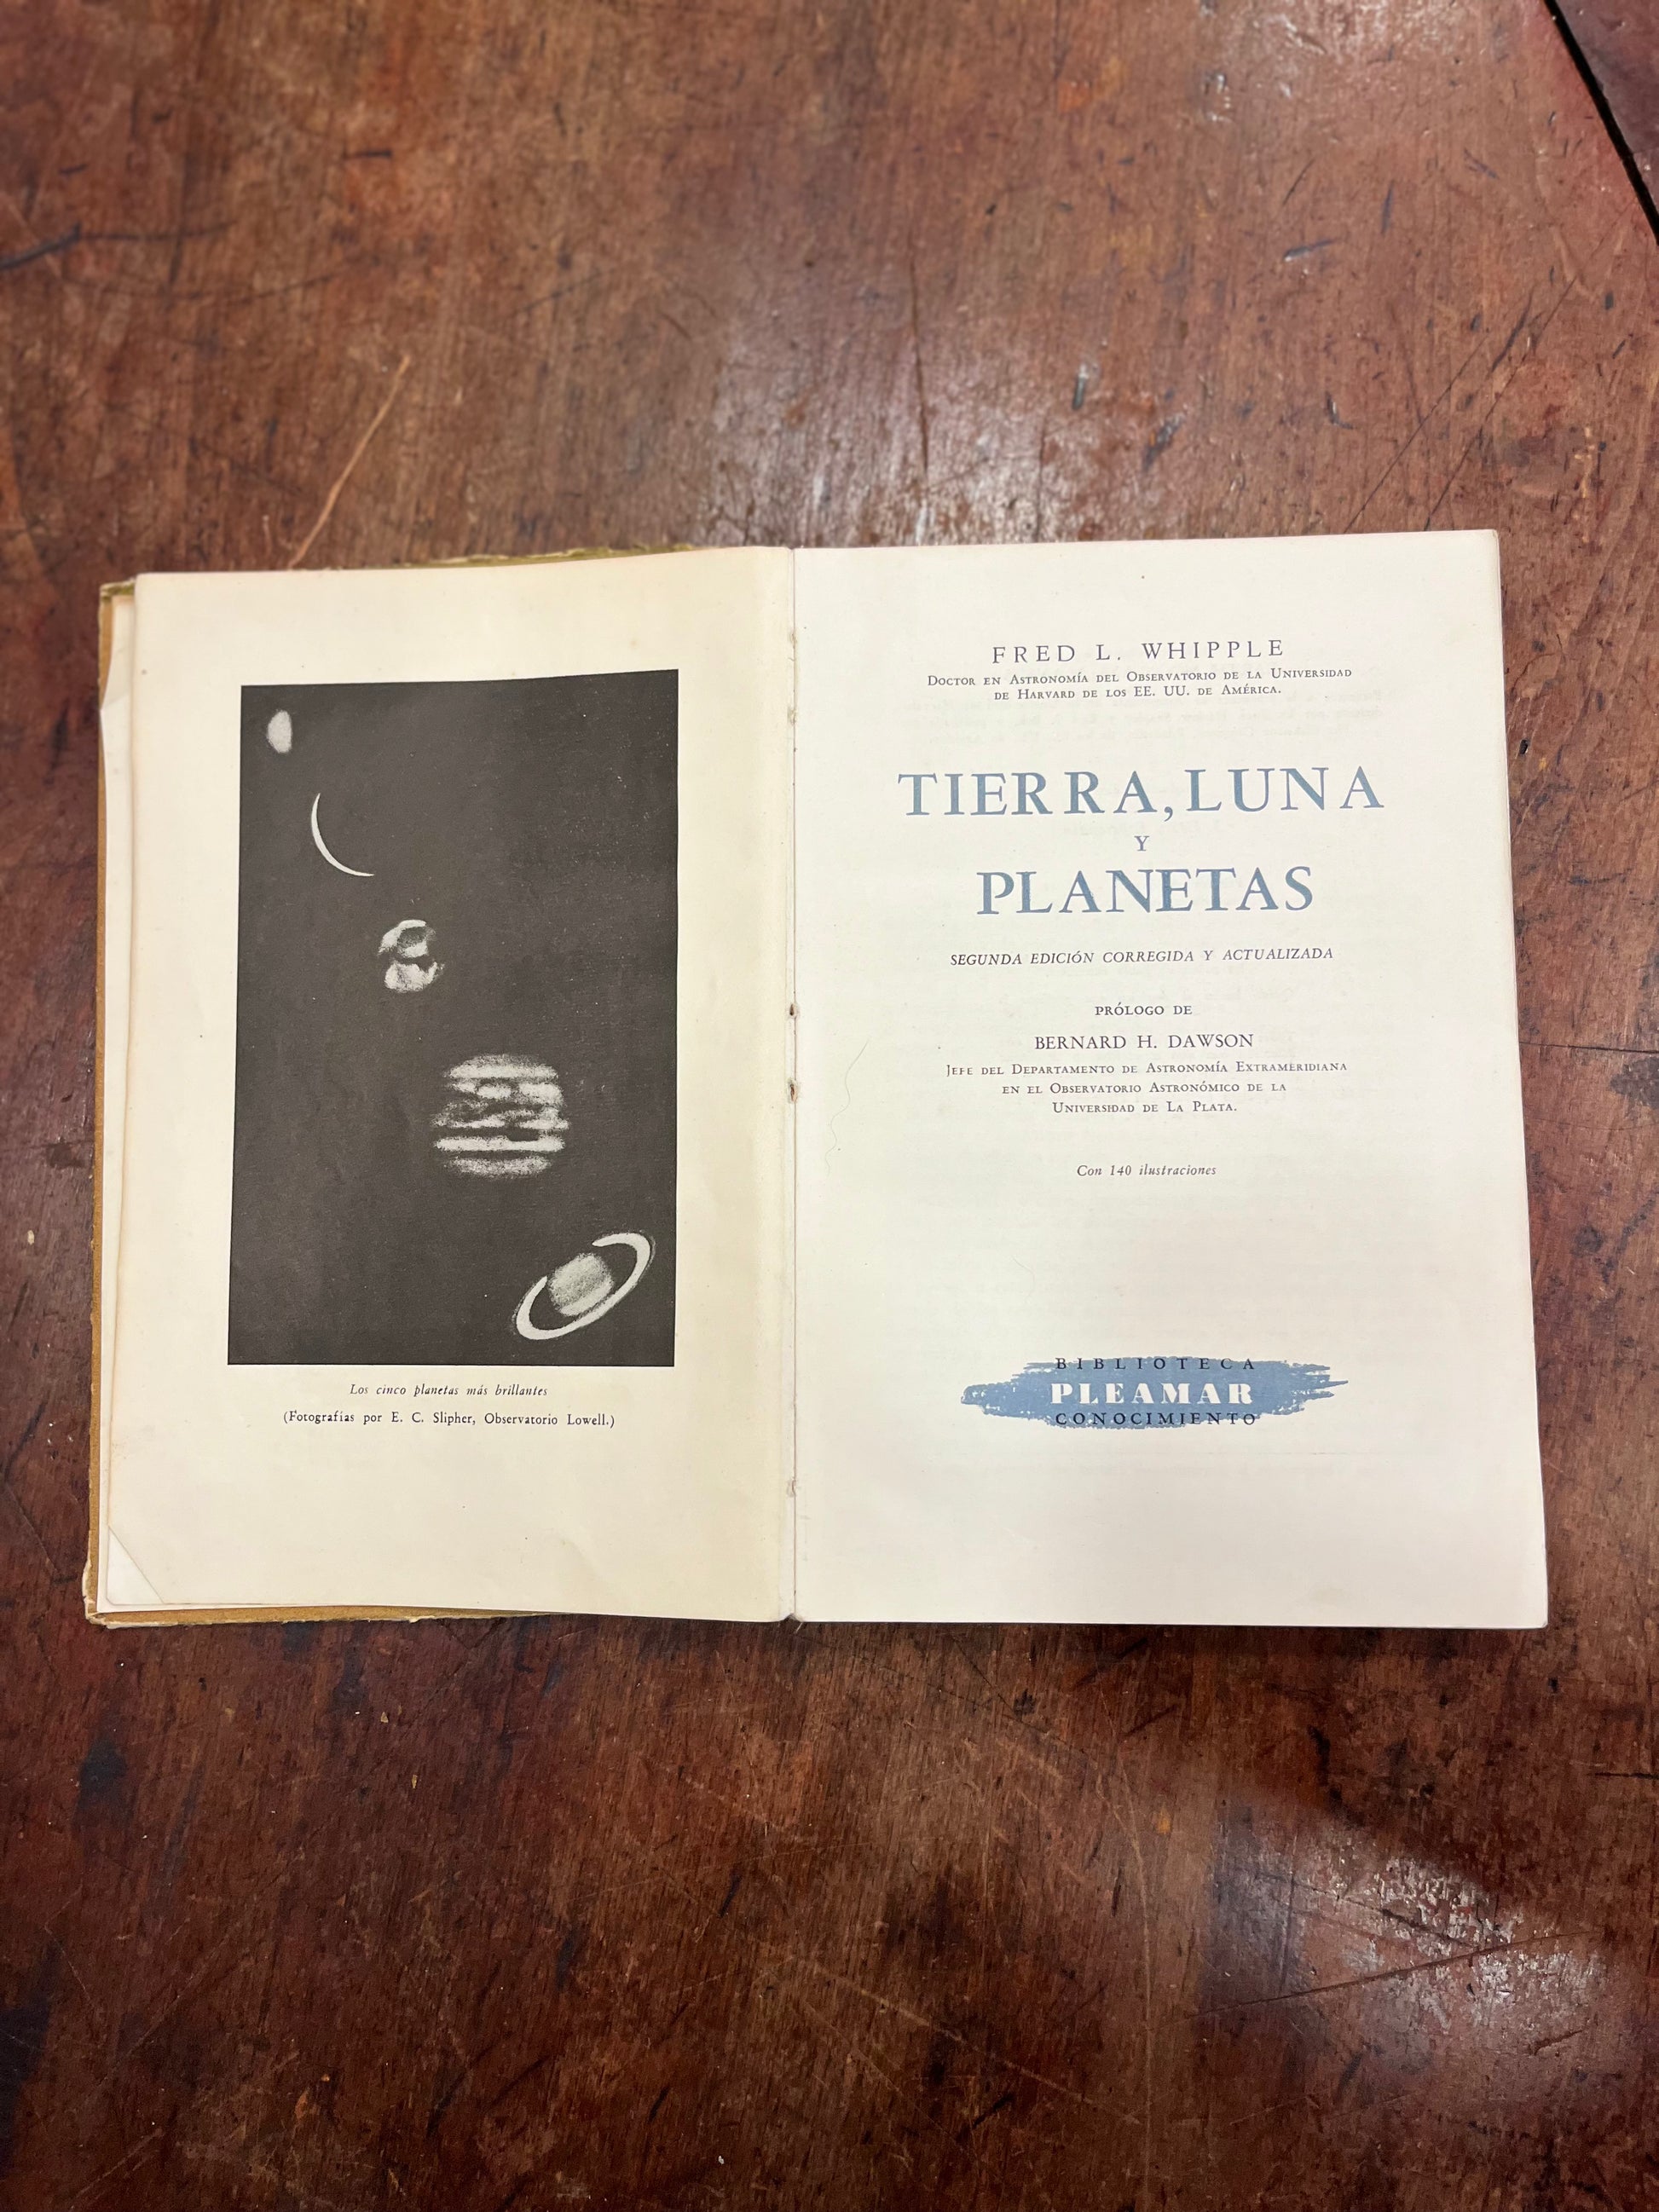 Los cinco planetas más brillantes
(Fotografías por E. C. Slipher, Observatorio Lowell.)
FRED L. WHIPPLE
DOCTOR EN ASTRONOMÍA DEL OBSERVATORIO DE LA UNIVERSIDAD
DE HARVARD DE LOS EE. UU. DE AMÉRICA.
TIERRA, LUNA
Y
PLANETAS
SEGUNDA EDICIÓN CORREGIDA Y ACTUALIZADA
PRÓLOGO DE
BERNARD H. DAWSON
JEFE DEL DEPARTAMENTO DE ASTRONOMÍA EXTRAMERIDIANA
EN EL OBSERVATORIO ASTRONÓMICO DE LA
UNIVERSIDAD DE LA PLATA.
Con 140 ilustraciones
BIBLIOTECA
PLEAMAR
CONOCIMIENTO